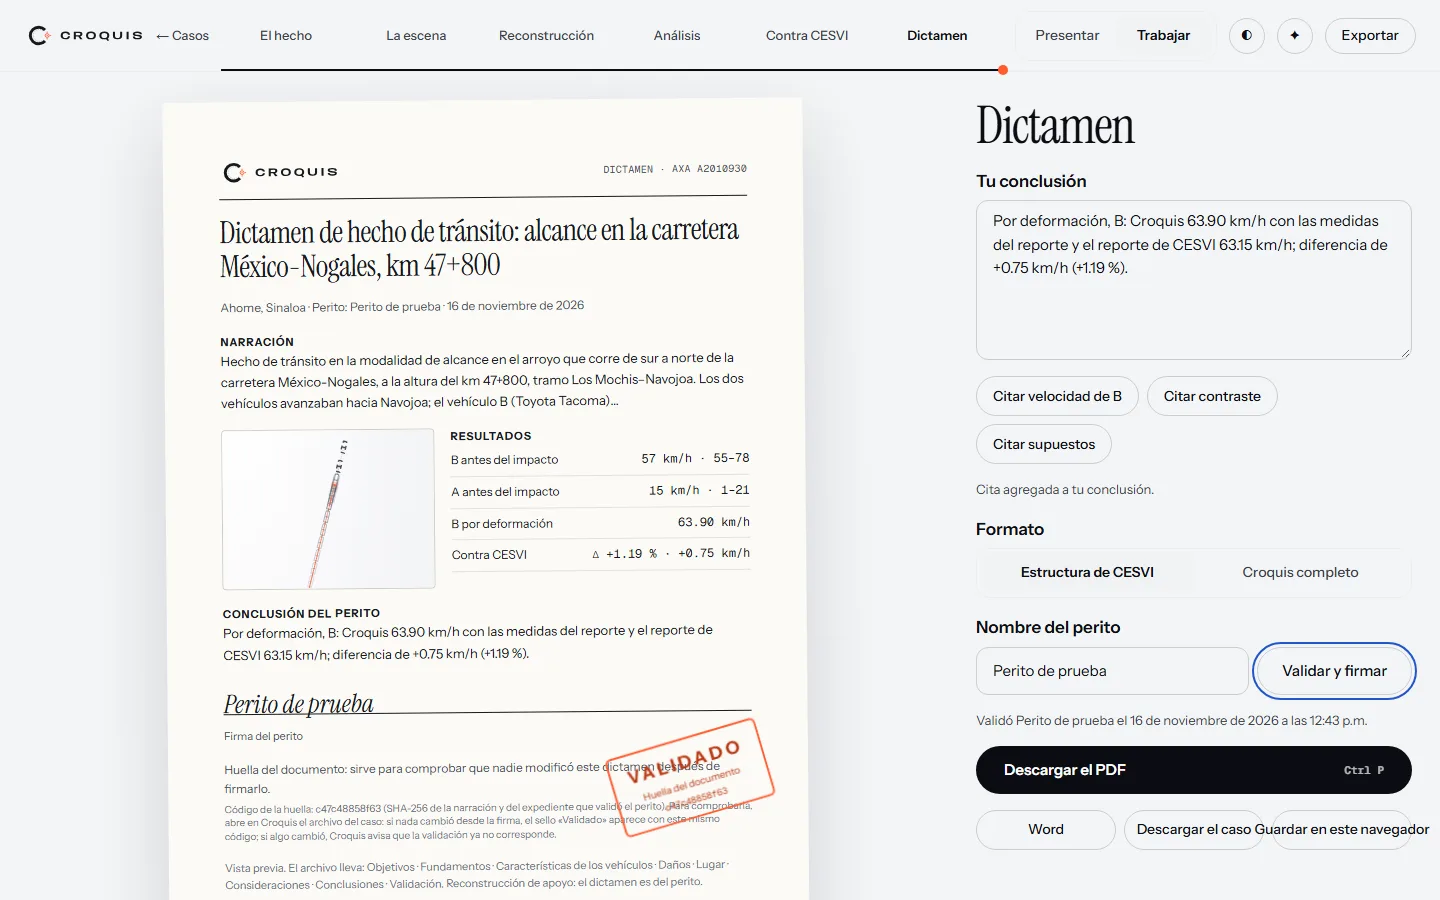 CROQUIS
← Casos
El hecho
La escena
Reconstrucción
Análisis
Contra CESVI
Dictamen
Presentar
Trabajar
Exportar
CROQUIS
DICTAMEN · AXA A2010930
Dictamen de hecho de tránsito: alcance en la carretera
México-Nogales, km 47+800
Ahome, Sinaloa · Perito: Perito de prueba · 16 de noviembre de 2026
NARRACIÓN
Hecho de tránsito en la modalidad de alcance en el arroyo que corre de sur a norte de la
carretera México-Nogales, a la altura del km 47+800, tramo Los Mochis-Navojoa. Los dos
vehículos avanzaban hacia Navojoa; el vehículo B (Toyota Tacoma)...
RESULTADOS
B antes del impacto 57 km/h · 55-78
A antes del impacto 15 km/h · 1-21
B por deformación 63.90 km/h
Contra CESVI Δ +1.19 % · +0.75 km/h
CONCLUSIÓN DEL PERITO
Por deformación, B: Croquis 63.90 km/h con las medidas del reporte y el reporte de
CESVI 63.15 km/h; diferencia de +0.75 km/h (+1.19 %).
Perito de prueba
Firma del perito
Huella del documento: sirve para comprobar que nadie modificó este dictamen después de
firmarlo.
Código de la huella: c47c48858f63 (SHA-256 de la narración y del expediente que validó el perito). Para comprobarla,
abre en Croquis el archivo del caso: si nada cambió desde la firma, el sello «Validado» aparece con este mismo
código; si algo cambió, Croquis avisa que la validación ya no corresponde.
VALIDADO
Huella del documento
c47c48858f63
Vista previa. El archivo lleva: Objetivos · Fundamentos · Características de los vehículos · Daños · Lugar ·
Consideraciones · Conclusiones · Validación. Reconstrucción de apoyo: el dictamen es del perito.
Dictamen
Tu conclusión
Por deformación, B: Croquis 63.90 km/h con las medidas
del reporte y el reporte de CESVI 63.15 km/h; diferencia de
+0.75 km/h (+1.19 %).
Citar velocidad de B
Citar contraste
Citar supuestos
Cita agregada a tu conclusión.
Formato
Estructura de CESVI
Croquis completo
Nombre del perito
Perito de prueba
Validar y firmar
Validó Perito de prueba el 16 de noviembre de 2026 a las 12:43 p.m.
Descargar el PDF Ctrl P
Word
Descargar el caso
Guardar en este navegador